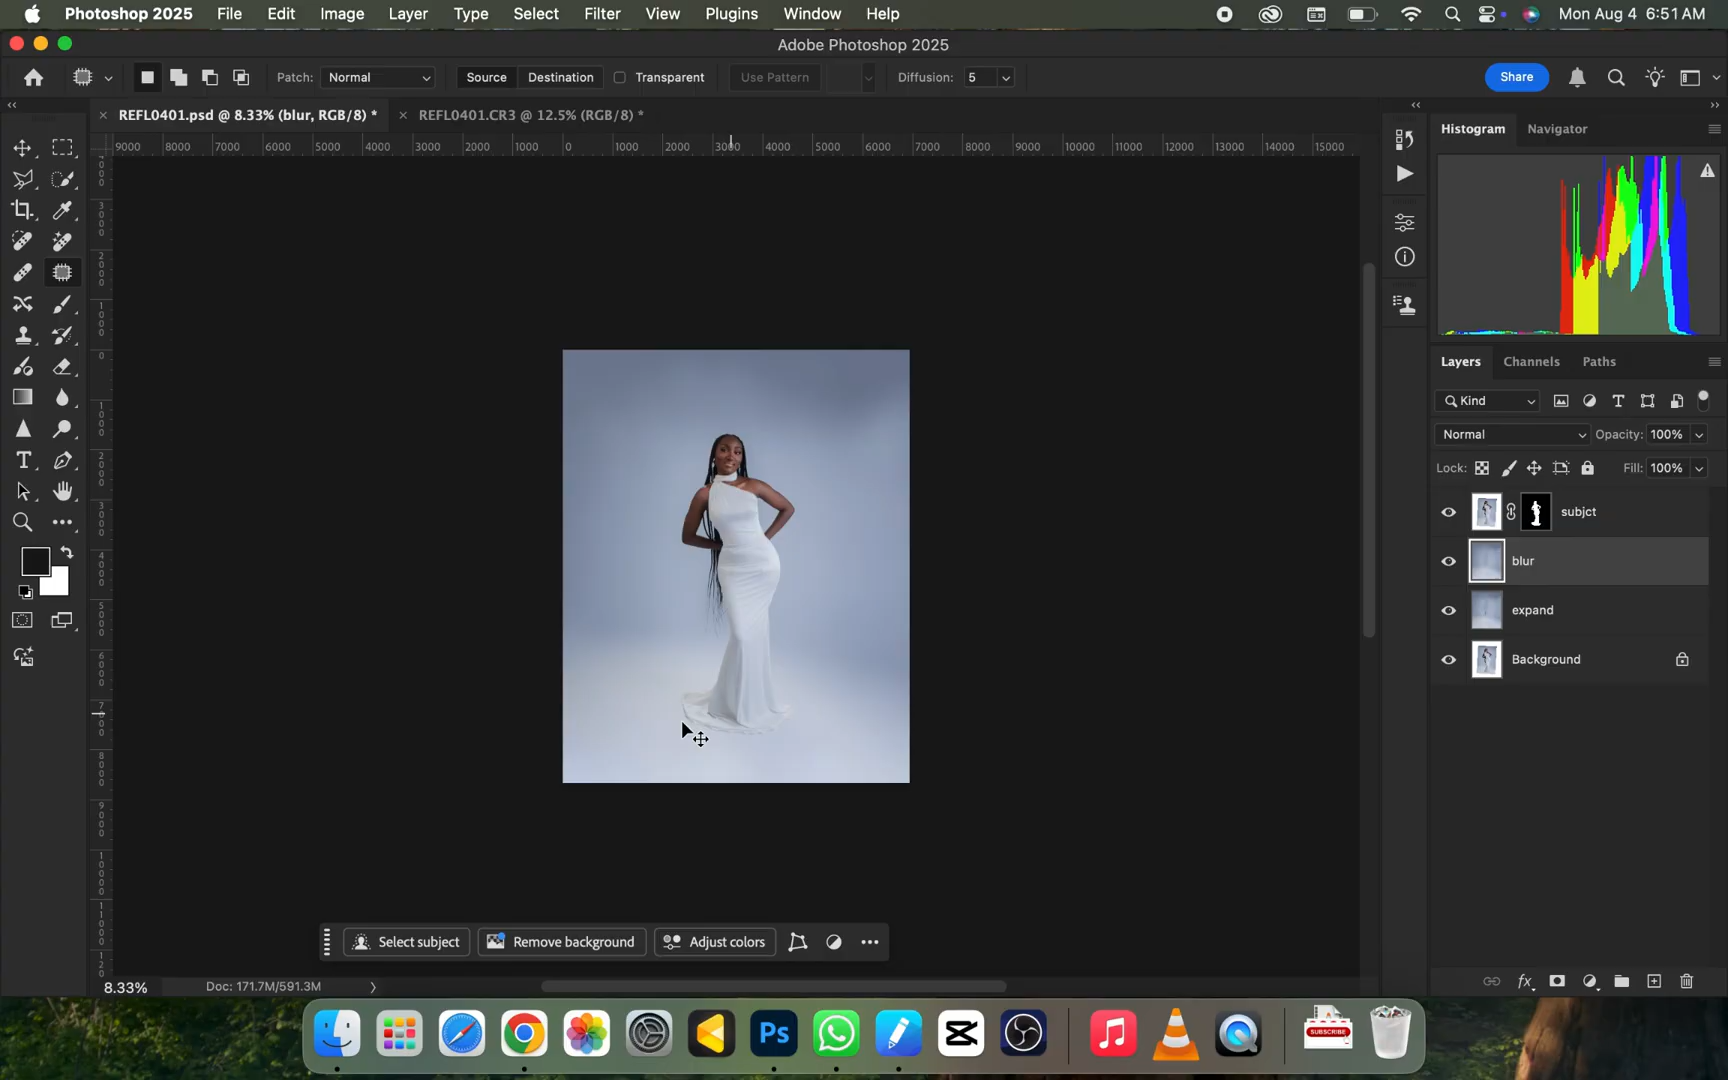 Photoshop 2025 File Edit Image Layer Type Select Filter View Plugins Window Help Mon Aug 4 6:51 AM
Adobe Photoshop 2025
Patch: Normal Source Destination Transparent Use Pattern Diffusion: 5 Share
REFL0401.psd @ 8.33% (blur, RGB/8) * REFL0401.CR3 @ 12.5% (RGB/8) *
9000 8000 7000 6000 5000 4000 3000 2000 1000 0 1000 2000 3000 4000 5000 6000 7000 8000 9000 10000 11000 12000 13000 14000 15000
Histogram Navigator
Layers Channels Paths
Kind
Normal Opacity: 100%
Lock: Fill: 100%
subjct
blur
expand
Background
Select subject Remove background Adjust colors
8.33% Doc: 171.7M/591.3M
Ps
SUBSCRIBE